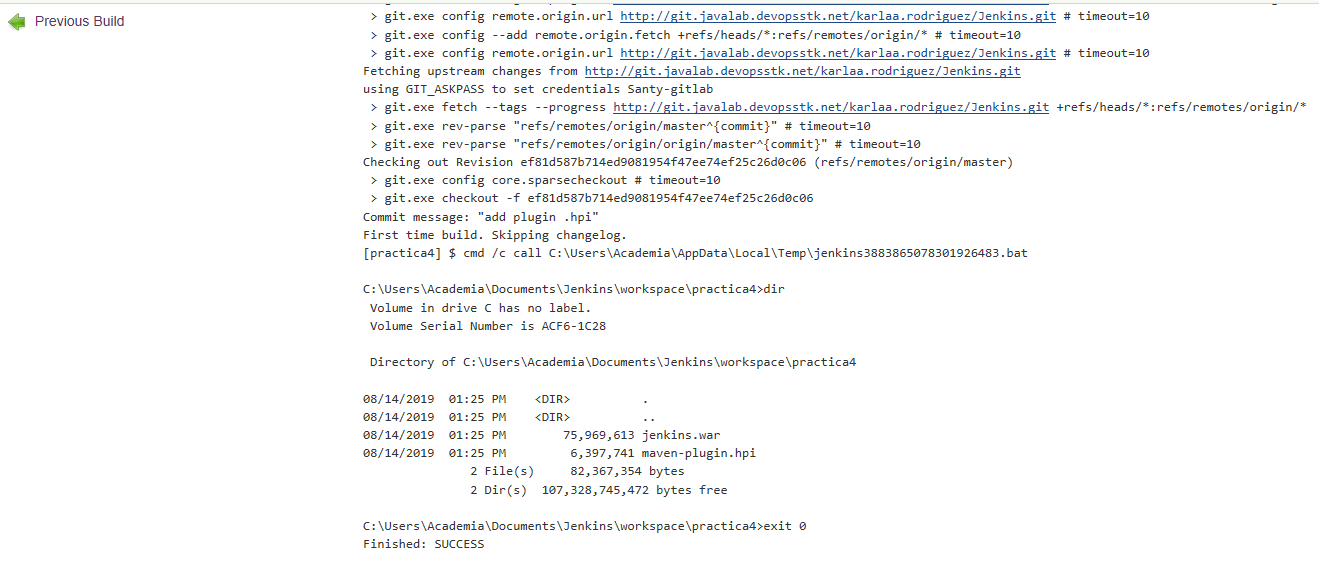 Previous Build
> git.exe config remote.origin.url http://git.javalab.devopsstk.net/karlaa.rodriguez/Jenkins.git # timeout=10
> git.exe config --add remote.origin.fetch +refs/heads/*:refs/remotes/origin/* # timeout=10
> git.exe config remote.origin.url http://git.javalab.devopsstk.net/karlaa.rodriguez/Jenkins.git # timeout=10
Fetching upstream changes from http://git.javalab.devopsstk.net/karlaa.rodriguez/Jenkins.git
using GIT_ASKPASS to set credentials Santy-gitlab
> git.exe fetch --tags --progress http://git.javalab.devopsstk.net/karlaa.rodriguez/Jenkins.git +refs/heads/*:refs/remotes/origin/*
> git.exe rev-parse "refs/remotes/origin/master^{commit}" # timeout=10
> git.exe rev-parse "refs/remotes/origin/origin/master^{commit}" # timeout=10
Checking out Revision ef81d587b714ed9081954f47ee74ef25c26d0c06 (refs/remotes/origin/master)
> git.exe config core.sparsecheckout # timeout=10
> git.exe checkout -f ef81d587b714ed9081954f47ee74ef25c26d0c06
Commit message: "add plugin .hpi"
First time build. Skipping changelog.
[practica4] $ cmd /c call C:\Users\Academia\AppData\Local\Temp\jenkins3883865078301926483.bat
C:\Users\Academia\Documents\Jenkins\workspace\practica4>dir
Volume in drive C has no label.
Volume Serial Number is ACF6-1C28
Directory of C:\Users\Academia\Documents\Jenkins\workspace\practica4
08/14/2019  01:25 PM    <DIR>          .
08/14/2019  01:25 PM    <DIR>          ..
08/14/2019  01:25 PM        75,969,613 jenkins.war
08/14/2019  01:25 PM         6,397,741 maven-plugin.hpi
2 File(s)     82,367,354 bytes
2 Dir(s)  107,328,745,472 bytes free
C:\Users\Academia\Documents\Jenkins\workspace\practica4>exit 0
Finished: SUCCESS